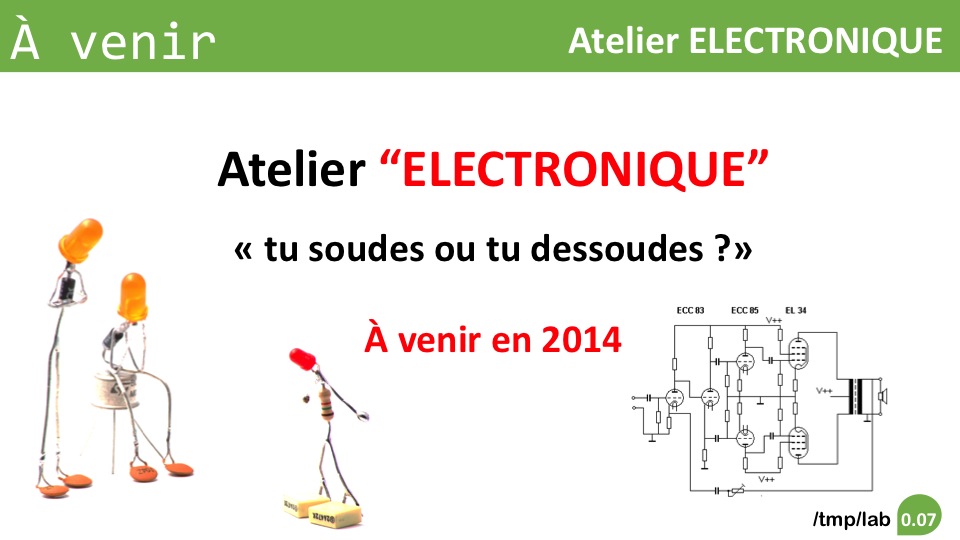 À venir
Atelier ELECTRONIQUE
Atelier “ELECTRONIQUE”
« tu soudes ou tu dessoudes ?»
À venir en 2014
ECC 83 ECC 85 EL 34
V++
V++
V++
/tmp/lab 0.07